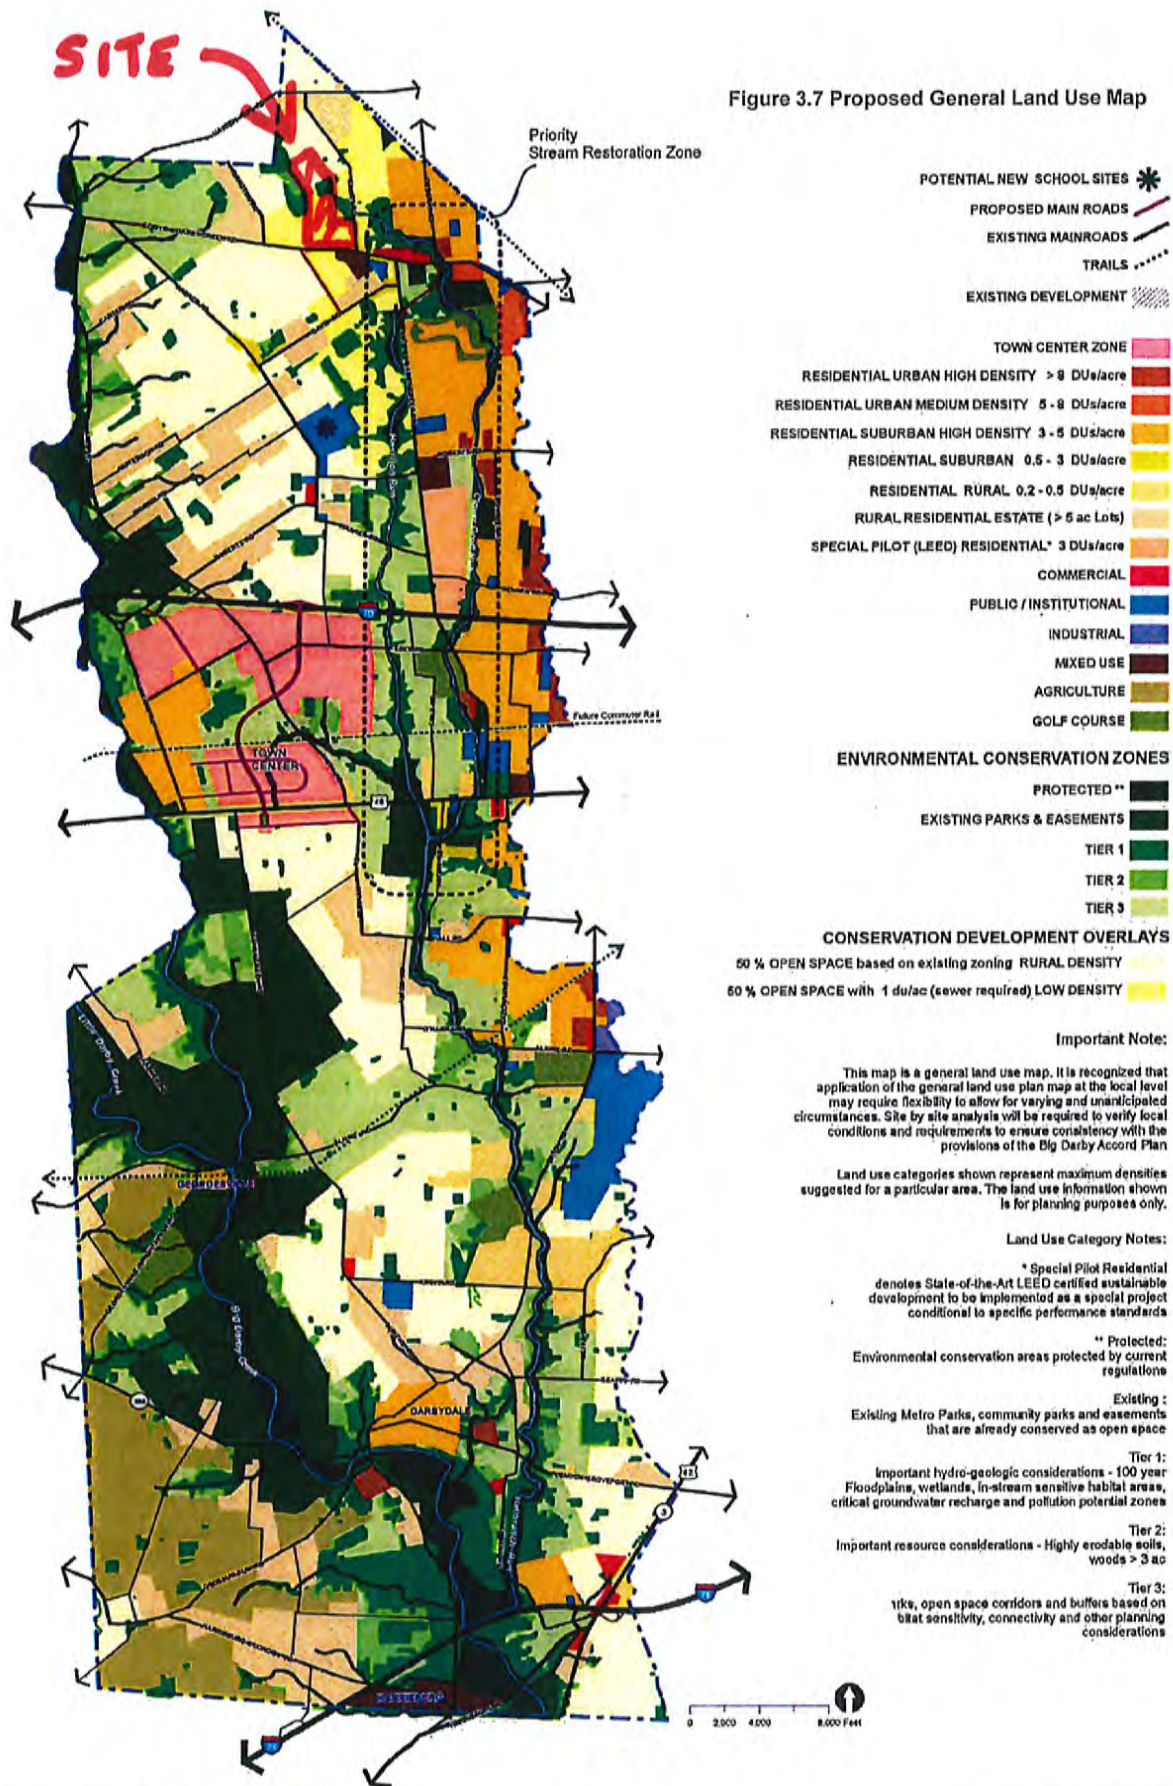 SITE
Figure 3.7 Proposed General Land Use Map
Priority
Stream Restoration Zone
POTENTIAL NEW SCHOOL SITES
PROPOSED MAIN ROADS
EXISTING MAINROADS
TRAILS
EXISTING DEVELOPMENT
TOWN CENTER ZONE
RESIDENTIAL URBAN HIGH DENSITY > 8 DUs/acre
RESIDENTIAL URBAN MEDIUM DENSITY 5 - 8 DUs/acre
RESIDENTIAL SUBURBAN HIGH DENSITY 3 - 5 DUs/acre
RESIDENTIAL SUBURBAN 0.5 - 3 DUs/acre
RESIDENTIAL RURAL 0.2 - 0.5 DUs/acre
RURAL RESIDENTIAL ESTATE ( > 5 ac Lots)
SPECIAL PILOT (LEED) RESIDENTIAL* 3 DUs/acre
COMMERCIAL
PUBLIC / INSTITUTIONAL
INDUSTRIAL
MIXED USE
AGRICULTURE
GOLF COURSE
Future Commuter Rail
TOWN
CENTER
ENVIRONMENTAL CONSERVATION ZONES
PROTECTED **
EXISTING PARKS & EASEMENTS
TIER 1
TIER 2
TIER 3
CONSERVATION DEVELOPMENT OVERLAYS
50 % OPEN SPACE based on existing zoning RURAL DENSITY
50 % OPEN SPACE with 1 du/ac (sewer required) LOW DENSITY
Little Darby Creek
Important Note:
This map is a general land use map. It is recognized that
application of the general land use plan map at the local level
may require flexibility to allow for varying and unanticipated
circumstances. Site by site analysis will be required to verify local
conditions and requirements to ensure consistency with the
provisions of the Big Darby Accord Plan
Land use categories shown represent maximum densities
suggested for a particular area. The land use information shown
is for planning purposes only.
Land Use Category Notes:
* Special Pilot Residential
denotes State-of-the-Art LEED certified sustainable
development to be implemented as a special project
conditional to specific performance standards
** Protected:
Environmental conservation areas protected by current
regulations
Big Darby Creek
DARBYDALE
Existing :
Existing Metro Parks, community parks and easements
that are already conserved as open space
Tier 1:
Important hydro-geologic considerations - 100 year
Floodplains, wetlands, in-stream sensitive habitat areas,
critical groundwater recharge and pollution potential zones
62
3
Tier 2:
Important resource considerations - Highly erodable soils,
woods > 3 ac
71
Tier 3:
rks, open space corridors and buffers based on
bitat sensitivity, connectivity and other planning
considerations
71
0 2,000 4,000 8,000 Feet